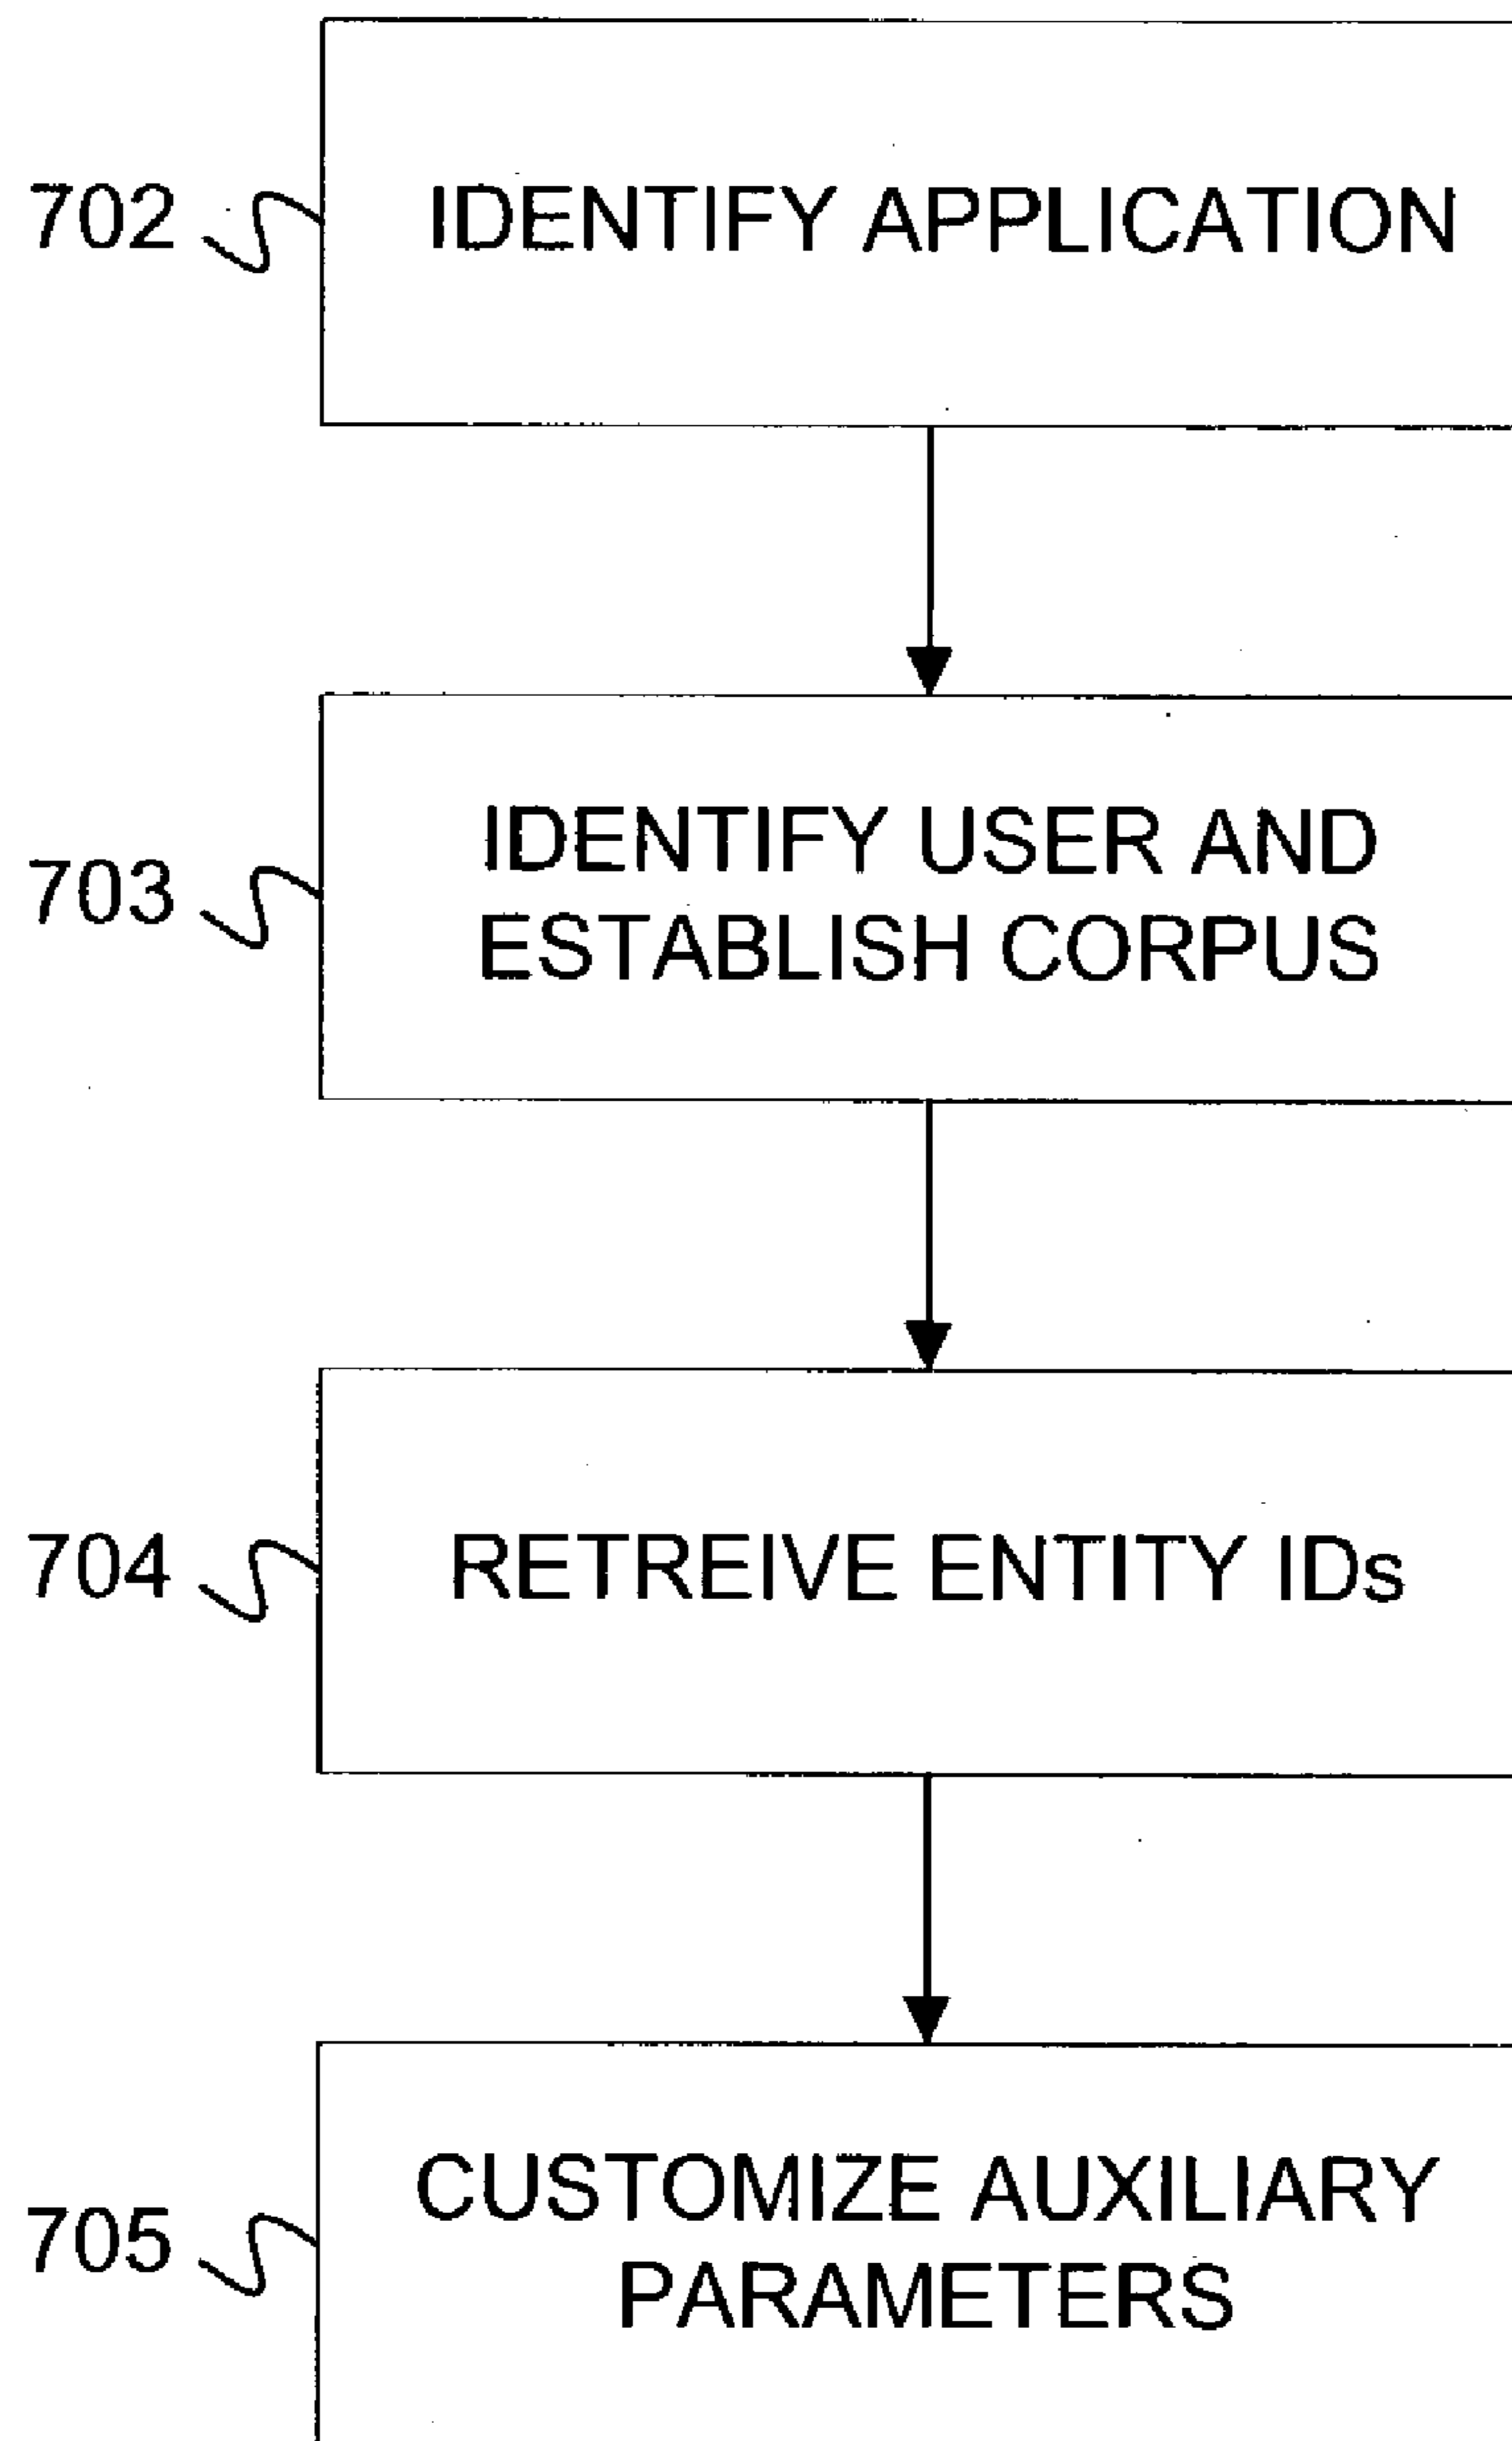 702 IDENTIFY APPLICATION
IDENTIFY USER AND
703
ESTABLISH CORPUS
704 RETREIVE ENTITY IDs
CUSTOMIZE AUXILIARY
705
PARAMETERS